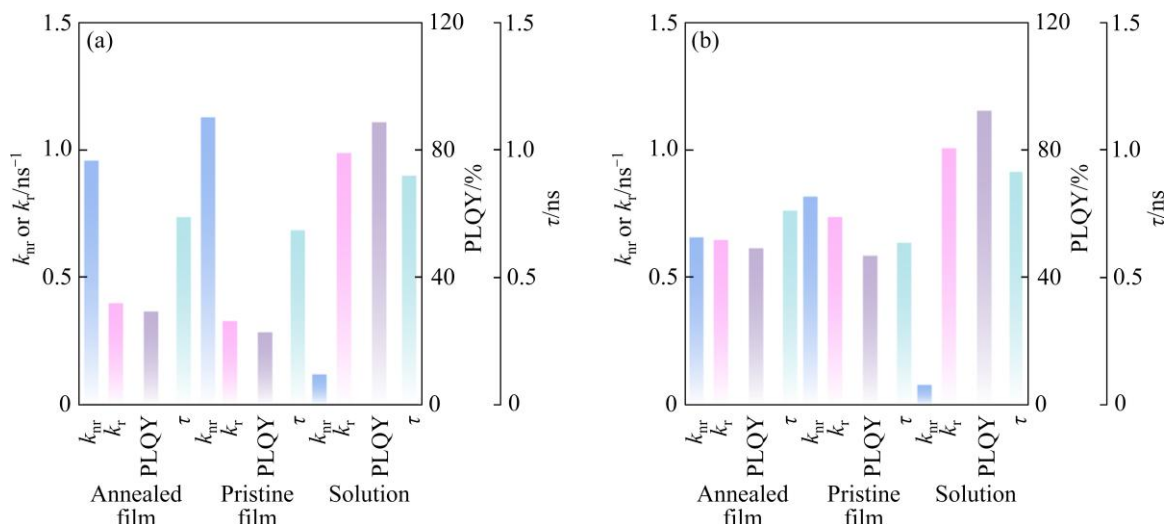 (a)
1.5
1.0
0.5
0
k_nr or k_r/ns⁻¹
120
80
40
0
PLQY/%
1.5
1.0
0.5
0
τ/ns
k_nr
k_r
PLQY
τ
k_nr
k_r
PLQY
τ
k_nr
k_r
PLQY
τ
Annealed
film
Pristine
film
Solution
(b)
1.5
1.0
0.5
0
k_nr or k_r/ns⁻¹
120
80
40
0
PLQY/%
1.5
1.0
0.5
0
τ/ns
k_nr
k_r
PLQY
τ
k_nr
k_r
PLQY
τ
k_nr
k_r
PLQY
τ
Annealed
film
Pristine
film
Solution